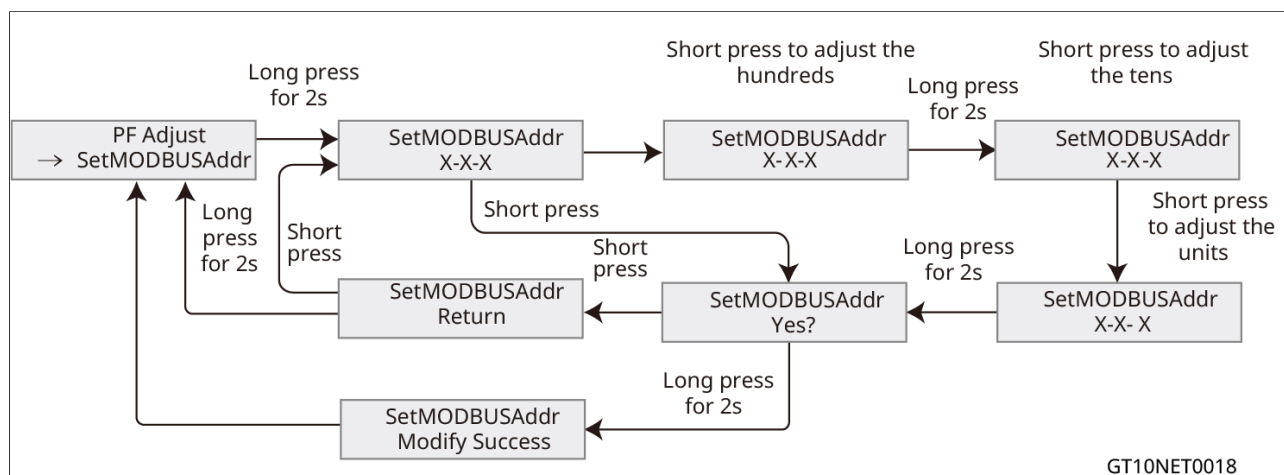 Short press to adjust the
hundreds
Short press to adjust
the tens
Long press
for 2s
Long press
for 2s
PF Adjust
→ SetMODBUSAddr
SetMODBUSAddr
X-X-X
SetMODBUSAddr
X-X-X
SetMODBUSAddr
X-X-X
Short press
Short press
to adjust the
units
Long
press
for 2s
Short
press
Short
press
Long press
for 2s
SetMODBUSAddr
Return
SetMODBUSAddr
Yes?
SetMODBUSAddr
X-X- X
Long press
for 2s
SetMODBUSAddr
Modify Success
GT10NET0018